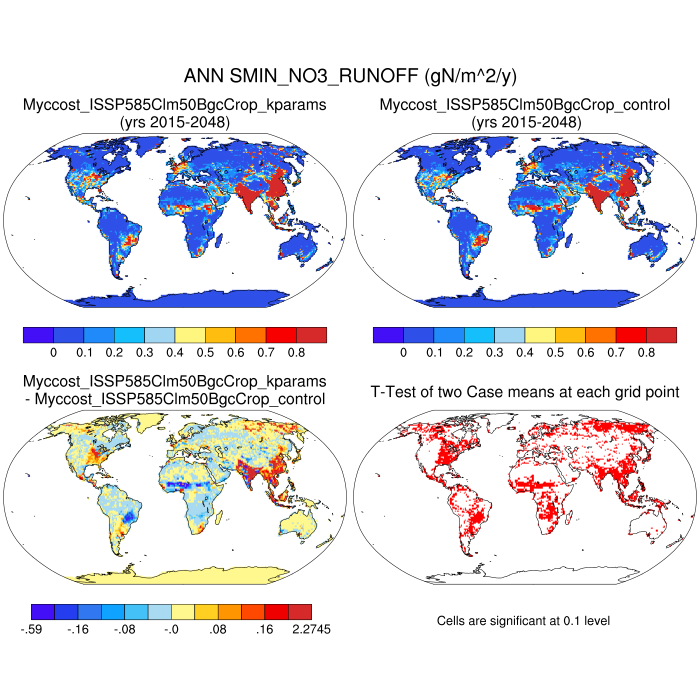 ANN SMIN_NO3_RUNOFF (gN/m^2/y)
Myccost_ISSP585Clm50BgcCrop_kparams
(yrs 2015-2048)
Myccost_ISSP585Clm50BgcCrop_control
(yrs 2015-2048)
0 0.1 0.2 0.3 0.4 0.5 0.6 0.7 0.8
0 0.1 0.2 0.3 0.4 0.5 0.6 0.7 0.8
Myccost_ISSP585Clm50BgcCrop_kparams
- Myccost_ISSP585Clm50BgcCrop_control
T-Test of two Case means at each grid point
-.59 -.16 -.08 -.0 .08 .16 2.2745
Cells are significant at 0.1 level